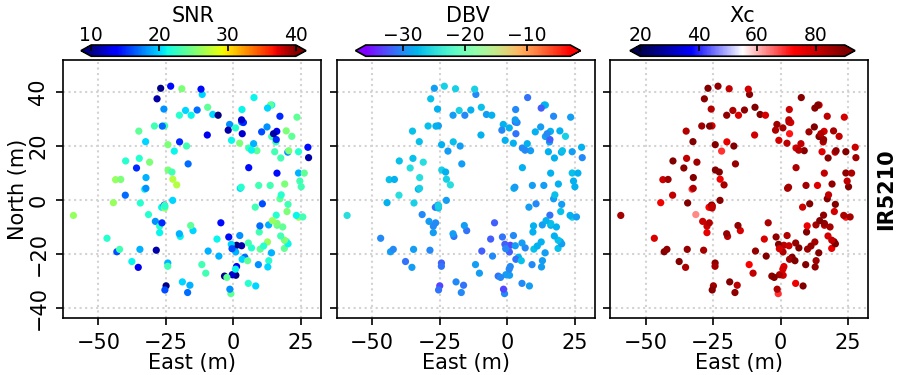 SNR DBV Xc
10 20 30 40 −30 −20 −10 20 40 60 80
North (m)
40
20
0
−20
−40
IR5210
−50 −25 0 25 −50 −25 0 25 −50 −25 0 25
East (m) East (m) East (m)